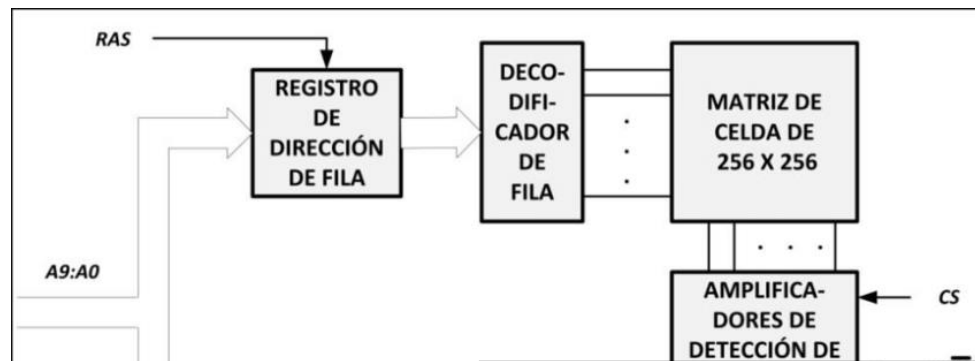 RAS
REGISTRO
DE
DIRECCIÓN
DE FILA
DECO-
DIFI-
CADOR
DE
FILA
MATRIZ DE
CELDA DE
256 X 256
A9:A0
AMPLIFICA-
DORES DE
DETECCIÓN DE
CS